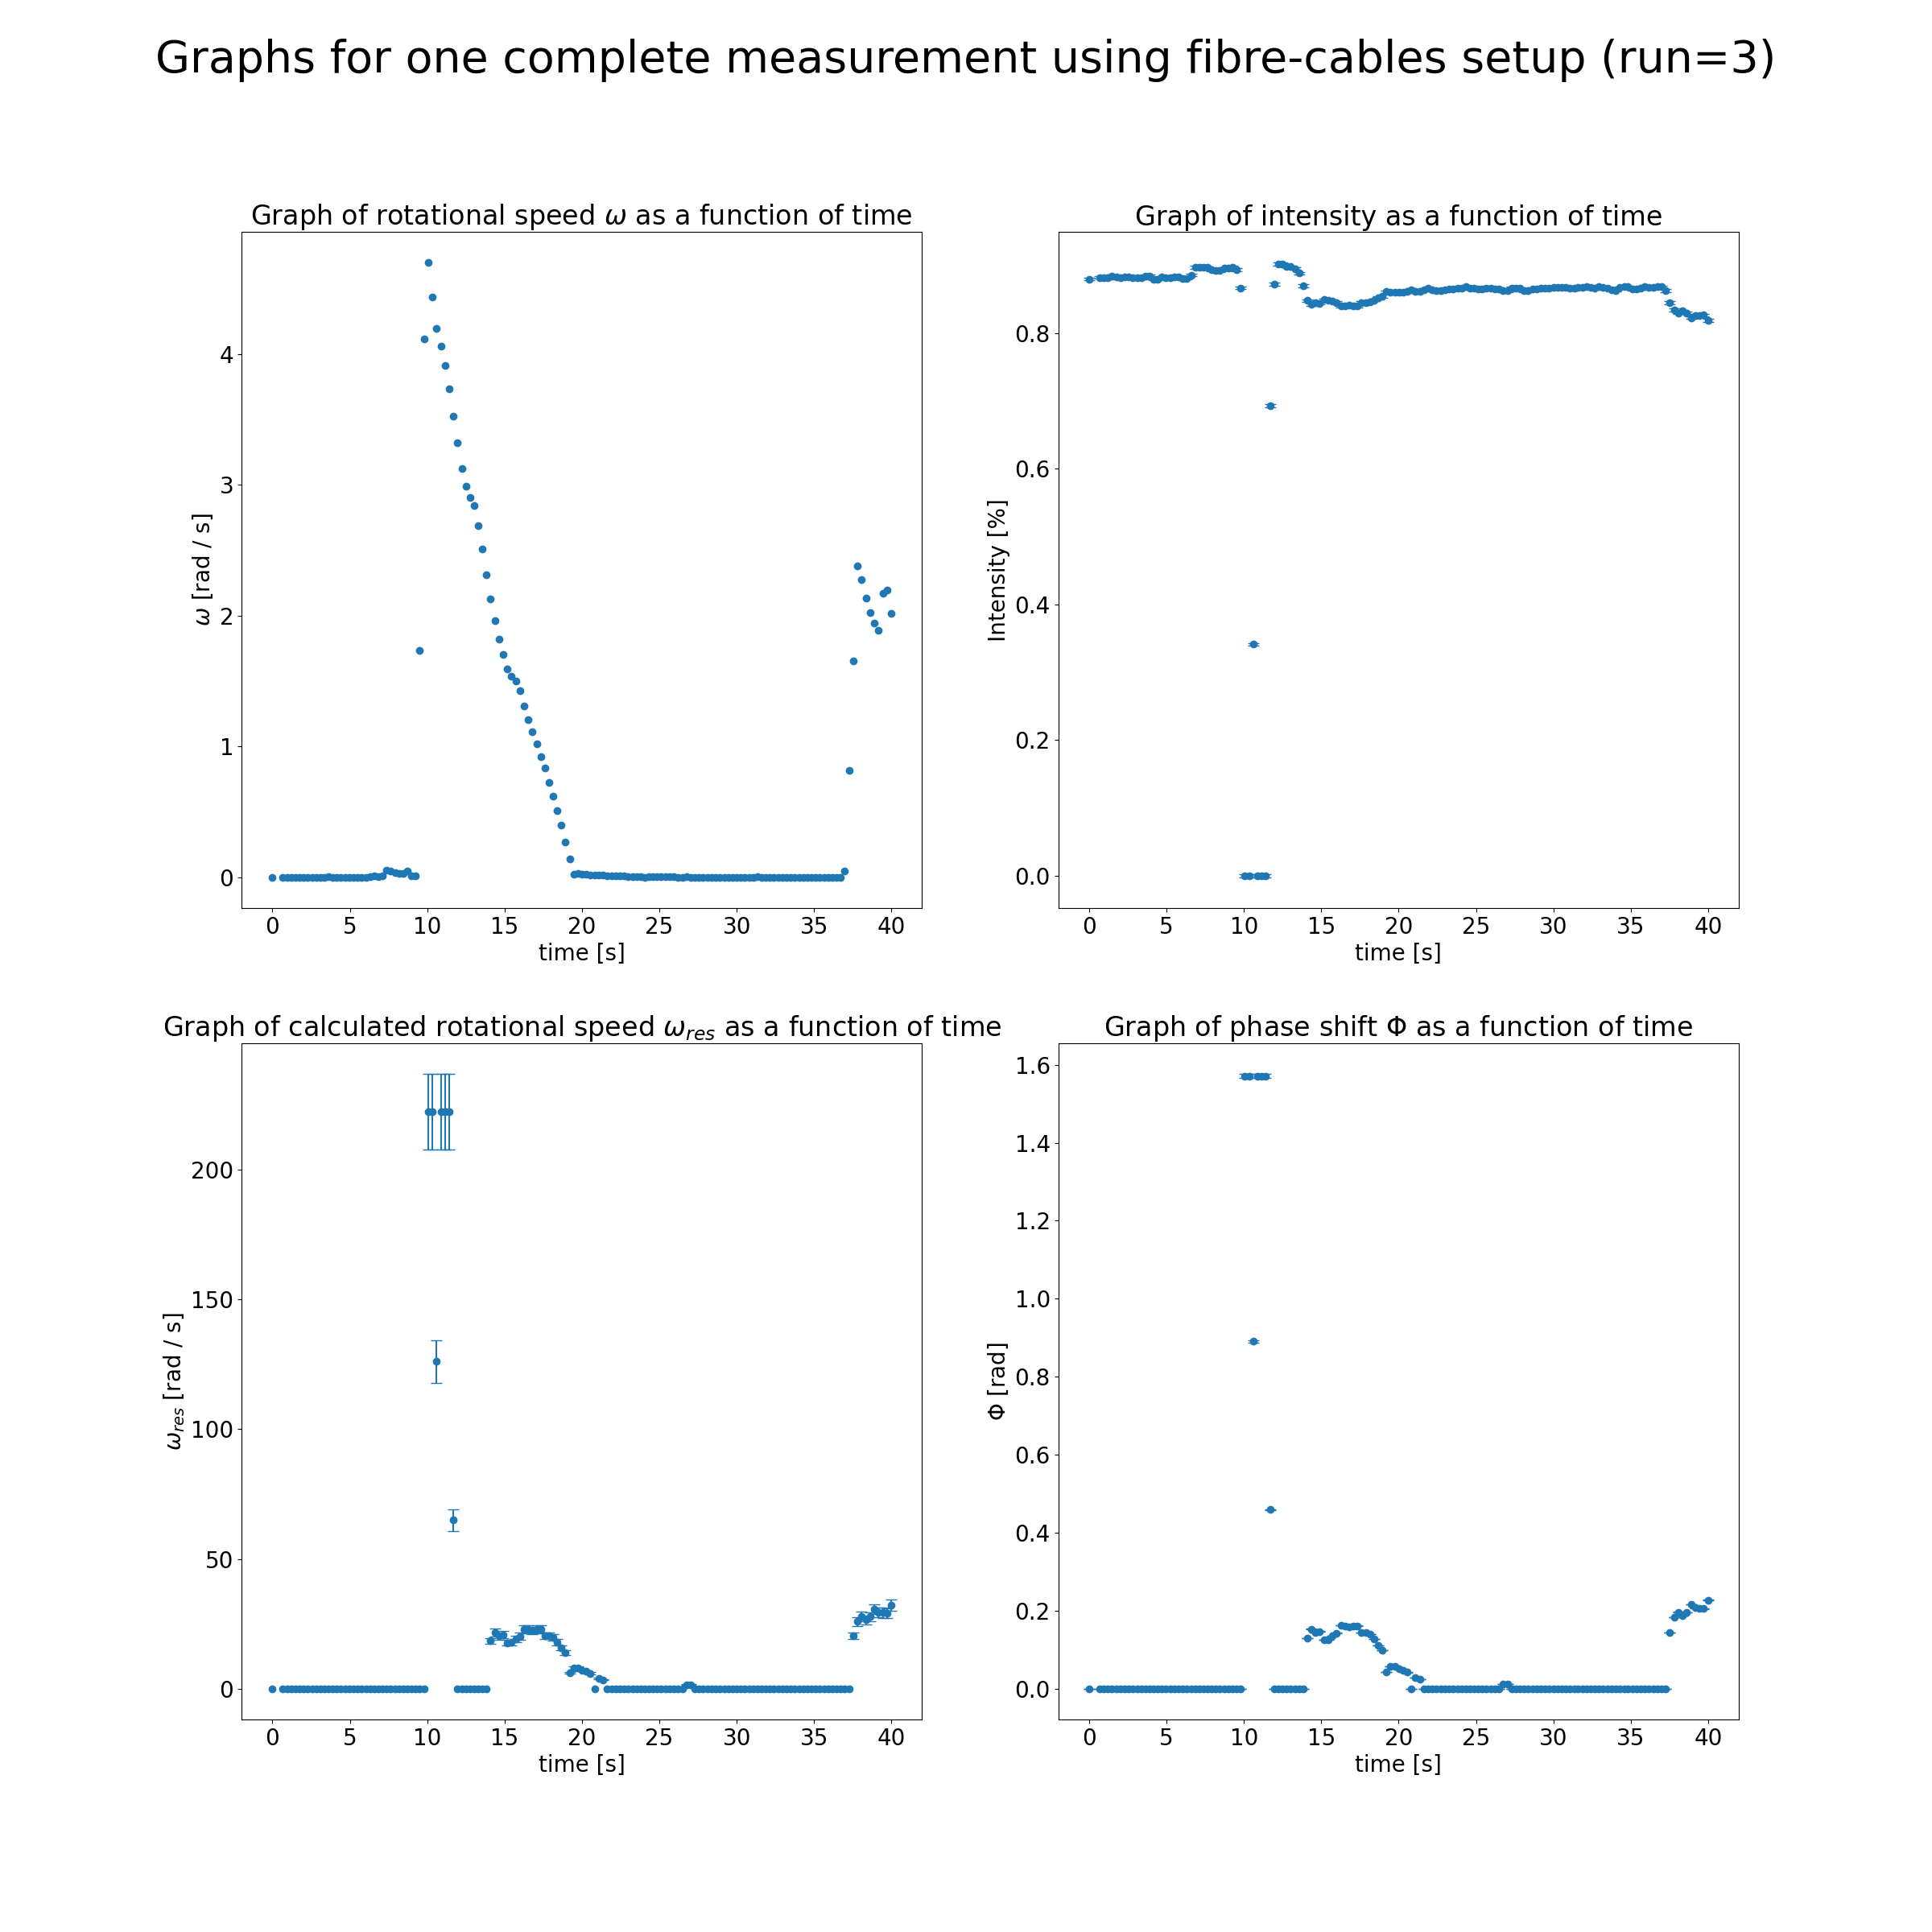 Graphs for one complete measurement using fibre-cables setup (run=3)
Graph of rotational speed ω as a function of time
ω [rad / s]
4
3
2
1
0
0 5 10 15 20 25 30 35 40
time [s]
Graph of intensity as a function of time
Intensity [%]
0.8
0.6
0.4
0.2
0.0
0 5 10 15 20 25 30 35 40
time [s]
Graph of calculated rotational speed ω_res as a function of time
ω_res [rad / s]
200
150
100
50
0
0 5 10 15 20 25 30 35 40
time [s]
Graph of phase shift Φ as a function of time
Φ [rad]
1.6
1.4
1.2
1.0
0.8
0.6
0.4
0.2
0.0
0 5 10 15 20 25 30 35 40
time [s]